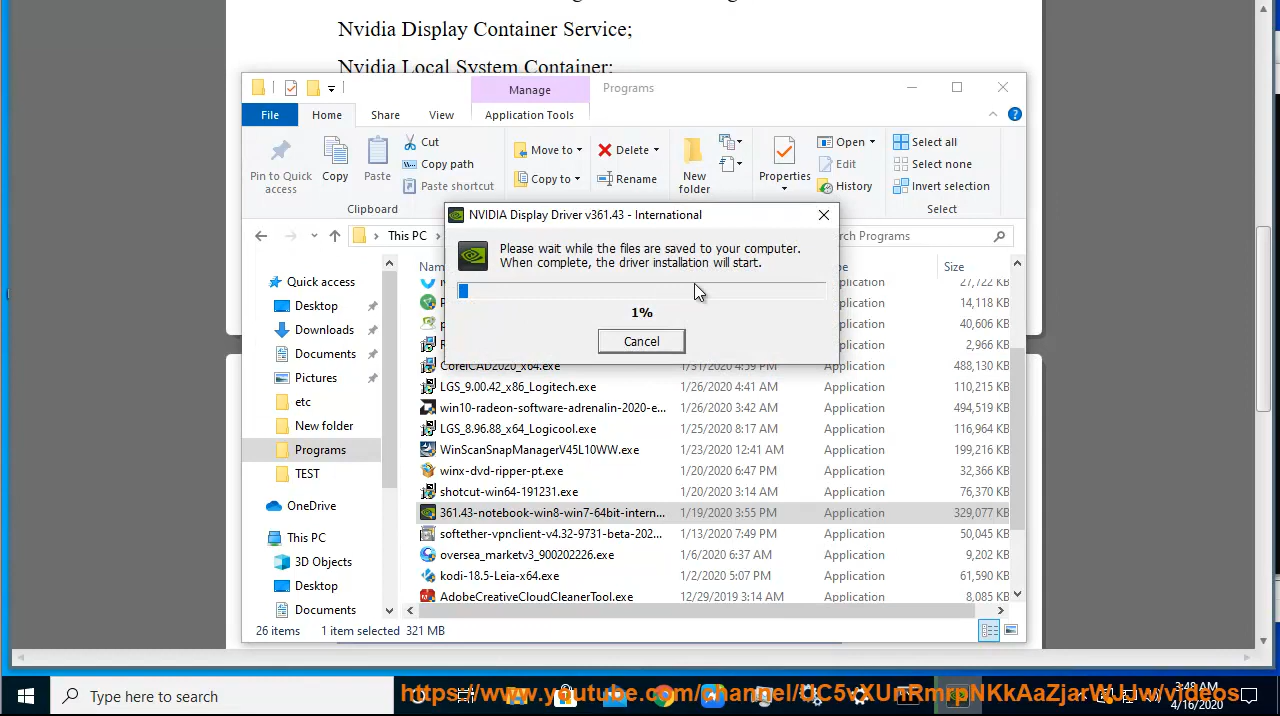 Nvidia Display Container Service;
Nvidia Local System Container;
Manage
Programs
File
Home
Share
View
Application Tools
Pin to Quick access
Copy
Paste
Cut
Copy path
Paste shortcut
Move to
Copy to
Delete
Rename
New folder
Properties
Open
Edit
History
Select all
Select none
Invert selection
Clipboard
Select
This PC
Programs
NVIDIA Display Driver v361.43 - International
Please wait while the files are saved to your computer.
When complete, the driver installation will start.
1%
Cancel
Size
Quick access
Desktop
Downloads
Documents
Pictures
etc
New folder
Programs
TEST
OneDrive
This PC
3D Objects
Desktop
Documents
Application 27,722 KB
Application 14,118 KB
Application 40,606 KB
Application 2,966 KB
CorelCAD2020_x64.exe 1/31/2020 4:59 PM Application 488,130 KB
LGS_9.00.42_x86_Logitech.exe 1/26/2020 4:41 AM Application 110,215 KB
win10-radeon-software-adrenalin-2020-e... 1/26/2020 3:42 AM Application 494,519 KB
LGS_8.96.88_x64_Logicool.exe 1/25/2020 8:17 AM Application 116,964 KB
WinScanSnapManagerV45L10WW.exe 1/23/2020 12:41 AM Application 199,216 KB
winx-dvd-ripper-pt.exe 1/20/2020 6:47 PM Application 32,366 KB
shotcut-win64-191231.exe 1/20/2020 3:14 AM Application 76,370 KB
361.43-notebook-win8-win7-64bit-intern... 1/19/2020 3:55 PM Application 329,077 KB
softether-vpnclient-v4.32-9731-beta-202... 1/13/2020 7:49 PM Application 50,045 KB
oversea_marketv3_900202226.exe 1/6/2020 6:37 AM Application 9,202 KB
kodi-18.5-Leia-x64.exe 1/2/2020 5:07 PM Application 61,590 KB
AdobeCreativeCloudCleanerTool.exe 12/29/2019 3:14 AM Application 8,085 KB
26 items
1 item selected 321 MB
Type here to search
3:48 AM
4/16/2020